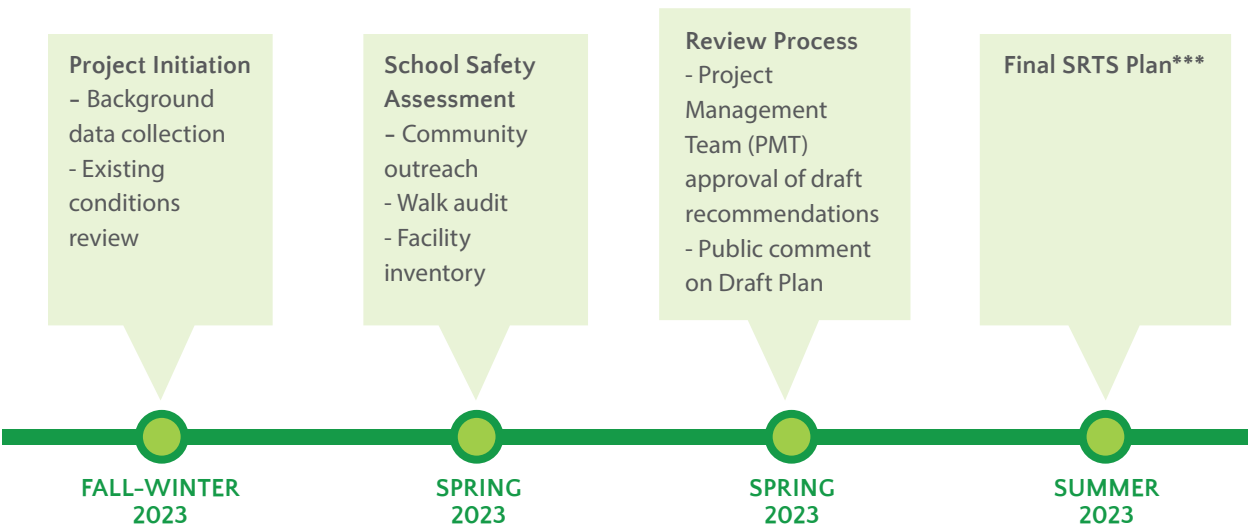 Project Initiation
– Background
data collection
- Existing
conditions
review
School Safety
Assessment
– Community
outreach
- Walk audit
- Facility
inventory
Review Process
- Project
Management
Team (PMT)
approval of draft
recommendations
- Public comment
on Draft Plan
Final SRTS Plan***
FALL–WINTER
2023
SPRING
2023
SPRING
2023
SUMMER
2023